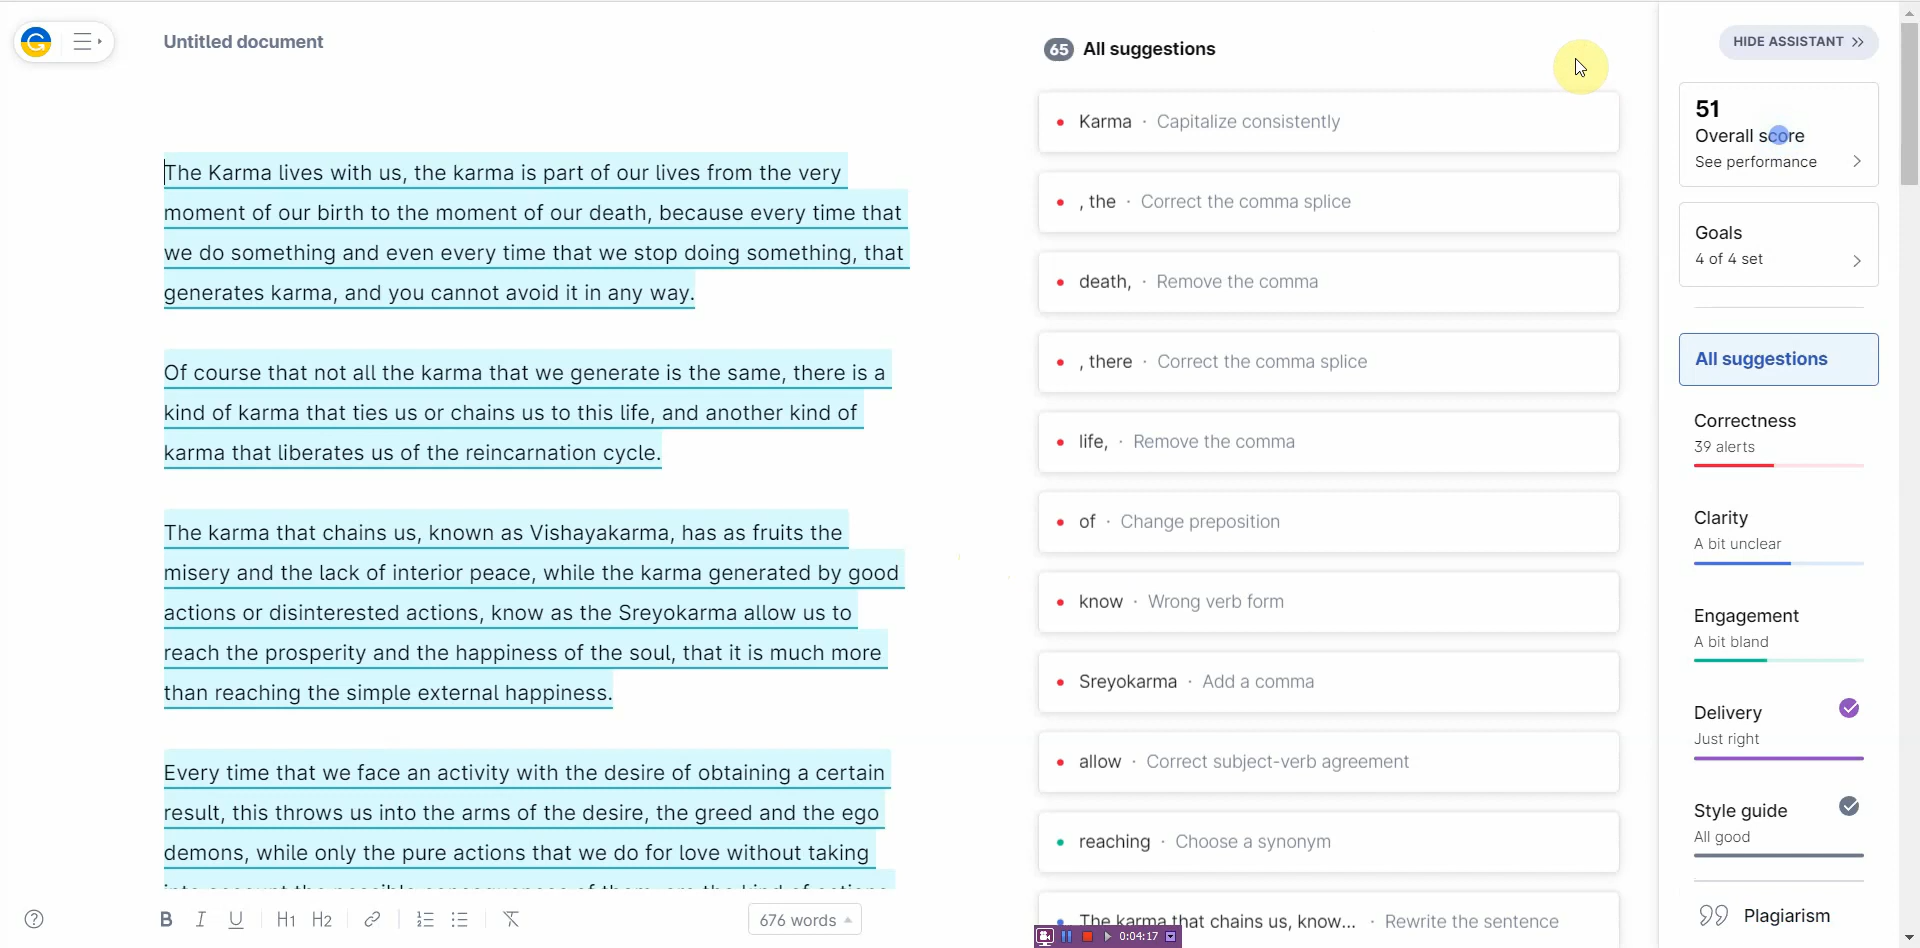 Untitled document
The Karma lives with us, the karma is part of our lives from the very
moment of our birth to the moment of our death, because every time that
we do something and even every time that we stop doing something, that
generates karma, and you cannot avoid it in any way.
Of course that not all the karma that we generate is the same, there is a
kind of karma that ties us or chains us to this life, and another kind of
karma that liberates us of the reincarnation cycle.
The karma that chains us, known as Vishayakarma, has as fruits the
misery and the lack of interior peace, while the karma generated by good
actions or disinterested actions, know as the Sreyokarma allow us to
reach the prosperity and the happiness of the soul, that it is much more
than reaching the simple external happiness.
Every time that we face an activity with the desire of obtaining a certain
result, this throws us into the arms of the desire, the greed and the ego
demons, while only the pure actions that we do for love without taking
B I U H1 H2
676 words
65 All suggestions
Karma · Capitalize consistently
, the · Correct the comma splice
death, · Remove the comma
, there · Correct the comma splice
life, · Remove the comma
of · Change preposition
know · Wrong verb form
Sreyokarma · Add a comma
allow · Correct subject-verb agreement
reaching · Choose a synonym
The karma that chains us, know... · Rewrite the sentence
0:04:17
HIDE ASSISTANT
51
Overall score
See performance
Goals
4 of 4 set
All suggestions
Correctness
39 alerts
Clarity
A bit unclear
Engagement
A bit bland
Delivery
Just right
Style guide
All good
Plagiarism